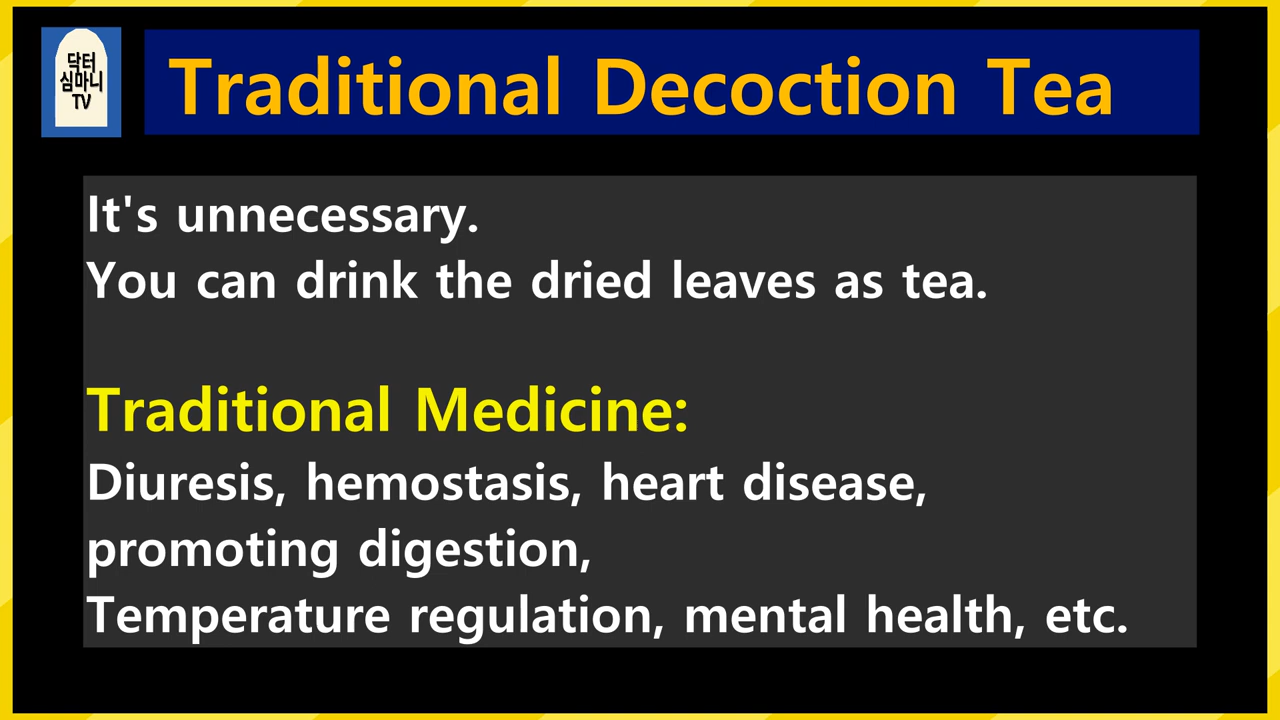 닥터
심마니
TV
Traditional Decoction Tea
It's unnecessary.
You can drink the dried leaves as tea.
Traditional Medicine:
Diuresis, hemostasis, heart disease,
promoting digestion,
Temperature regulation, mental health, etc.